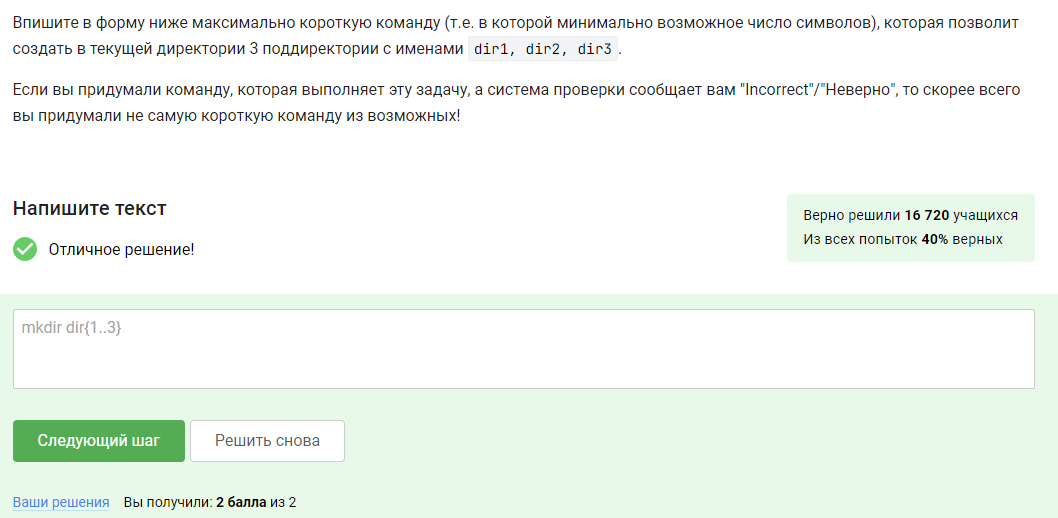 Впишите в форму ниже максимально короткую команду (т.е. в которой минимально возможное число символов), которая позволит
создать в текущей директории 3 поддиректории с именами dir1, dir2, dir3.
Если вы придумали команду, которая выполняет эту задачу, а система проверки сообщает вам "Incorrect"/"Неверно", то скорее всего
вы придумали не самую короткую команду из возможных!
Напишите текст
Верно решили 16 720 учащихся
Из всех попыток 40% верных
Отличное решение!
mkdir dir{1..3}
Следующий шаг
Решить снова
Ваши решения Вы получили: 2 балла из 2